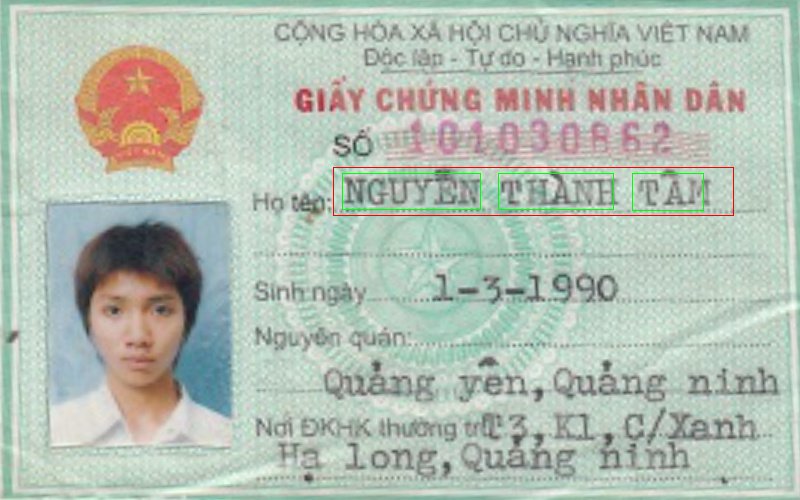 CỘNG HÒA XÃ HỘI CHỦ NGHĨA VIỆT NAM
Độc lập - Tự do - Hạnh phúc
GIẤY CHỨNG MINH NHÂN DÂN
SỐ 101030862
Họ tên: NGUYỄN THÀNH TÂM
Sinh ngày 1-3-1990
Nguyên quán:
Quảng yên, Quảng ninh
Nơi ĐKHK thường trú T3, K1, C/Xanh
Hạ long, Quảng ninh